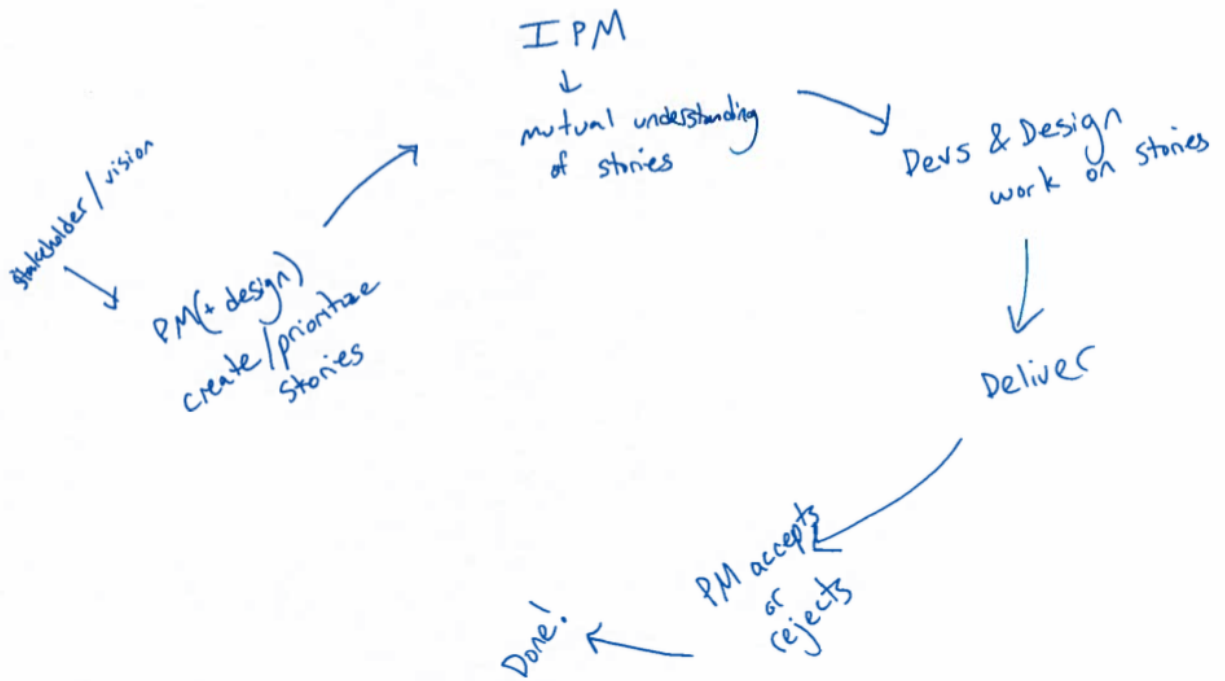 IPM
mutual understanding
of stories
Devs & Design
work on stories
stakeholder/vision
PM(+ design)
create/prioritize
stories
Deliver
PM accepts
or
rejects
Done!